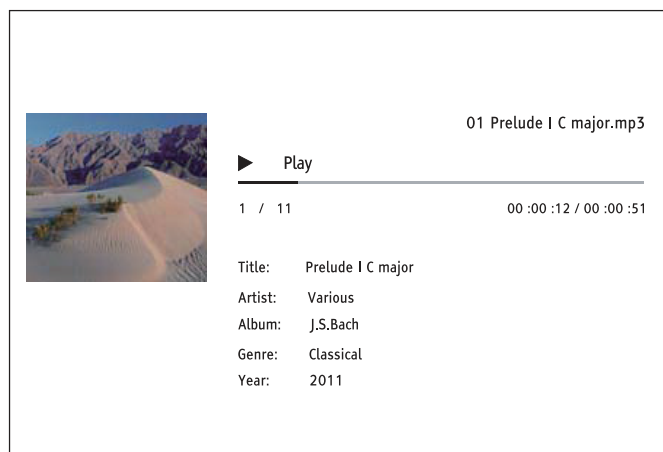 01 Prelude I C major.mp3
Play
1 / 11 00 :00 :12 / 00 :00 :51
Title: Prelude I C major
Artist: Various
Album: J.S.Bach
Genre: Classical
Year: 2011